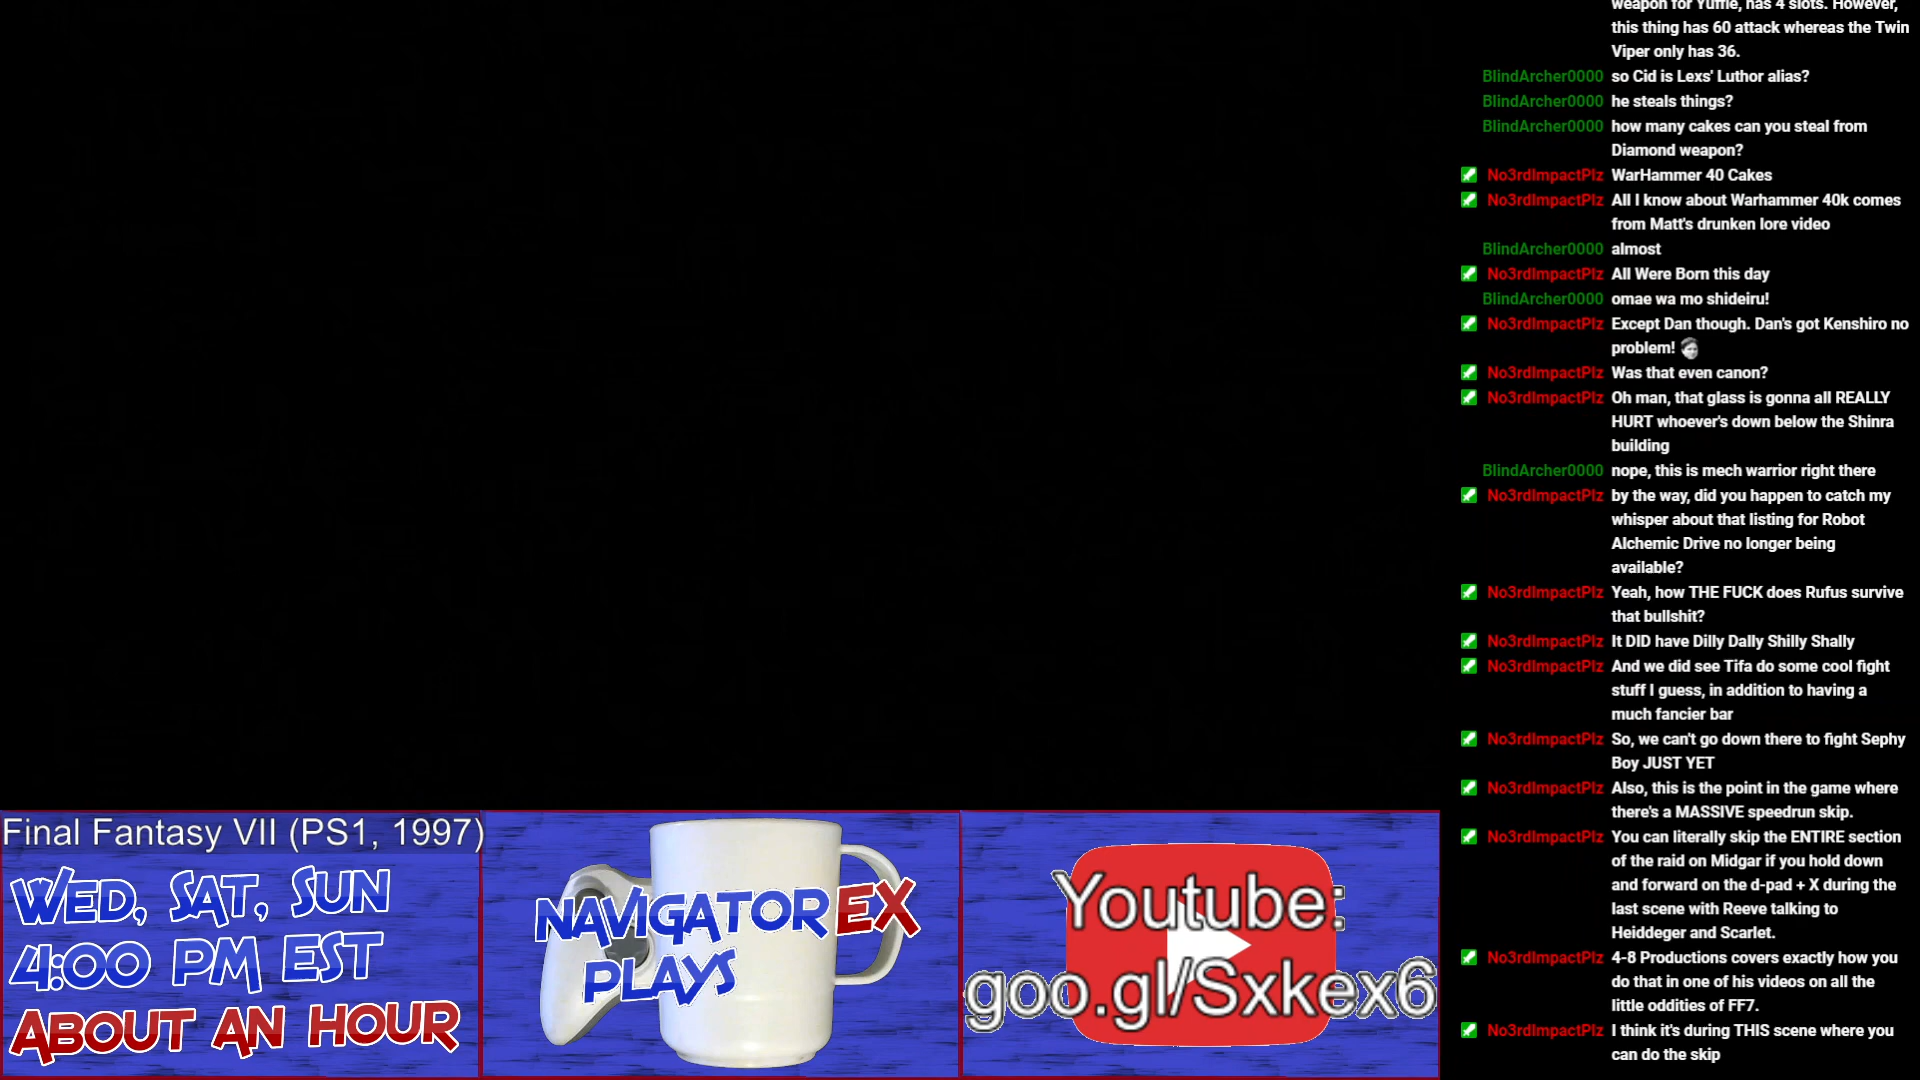 weapon for Yuffie, has 4 slots. However,
this thing has 60 attack whereas the Twin
Viper only has 36.
BlindArcher0000 so Cid is Lexs' Luthor alias?
BlindArcher0000 he steals things?
BlindArcher0000 how many cakes can you steal from
Diamond weapon?
No3rdImpactPlz WarHammer 40 Cakes
No3rdImpactPlz All I know about Warhammer 40k comes
from Matt's drunken lore video
BlindArcher0000 almost
No3rdImpactPlz All Were Born this day
BlindArcher0000 omae wa mo shideiru!
No3rdImpactPlz Except Dan though. Dan's got Kenshiro no
problem!
No3rdImpactPlz Was that even canon?
No3rdImpactPlz Oh man, that glass is gonna all REALLY
HURT whoever's down below the Shinra
building
BlindArcher0000 nope, this is mech warrior right there
No3rdImpactPlz by the way, did you happen to catch my
whisper about that listing for Robot
Alchemic Drive no longer being
available?
No3rdImpactPlz Yeah, how THE FUCK does Rufus survive
that bullshit?
No3rdImpactPlz It DID have Dilly Dally Shilly Shally
No3rdImpactPlz And we did see Tifa do some cool fight
stuff I guess, in addition to having a
much fancier bar
No3rdImpactPlz So, we can't go down there to fight Sephy
Boy JUST YET
No3rdImpactPlz Also, this is the point in the game where
there's a MASSIVE speedrun skip.
No3rdImpactPlz You can literally skip the ENTIRE section
of the raid on Midgar if you hold down
and forward on the d-pad + X during the
last scene with Reeve talking to
Heiddeger and Scarlet.
No3rdImpactPlz 4-8 Productions covers exactly how you
do that in one of his videos on all the
little oddities of FF7.
No3rdImpactPlz I think it's during THIS scene where you
can do the skip
Final Fantasy VII (PS1, 1997)
WED, SAT, SUN
4:00 PM EST
ABOUT AN HOUR
NAVIGATOR EX
PLAYS
Youtube:
goo.gl/Sxkex6